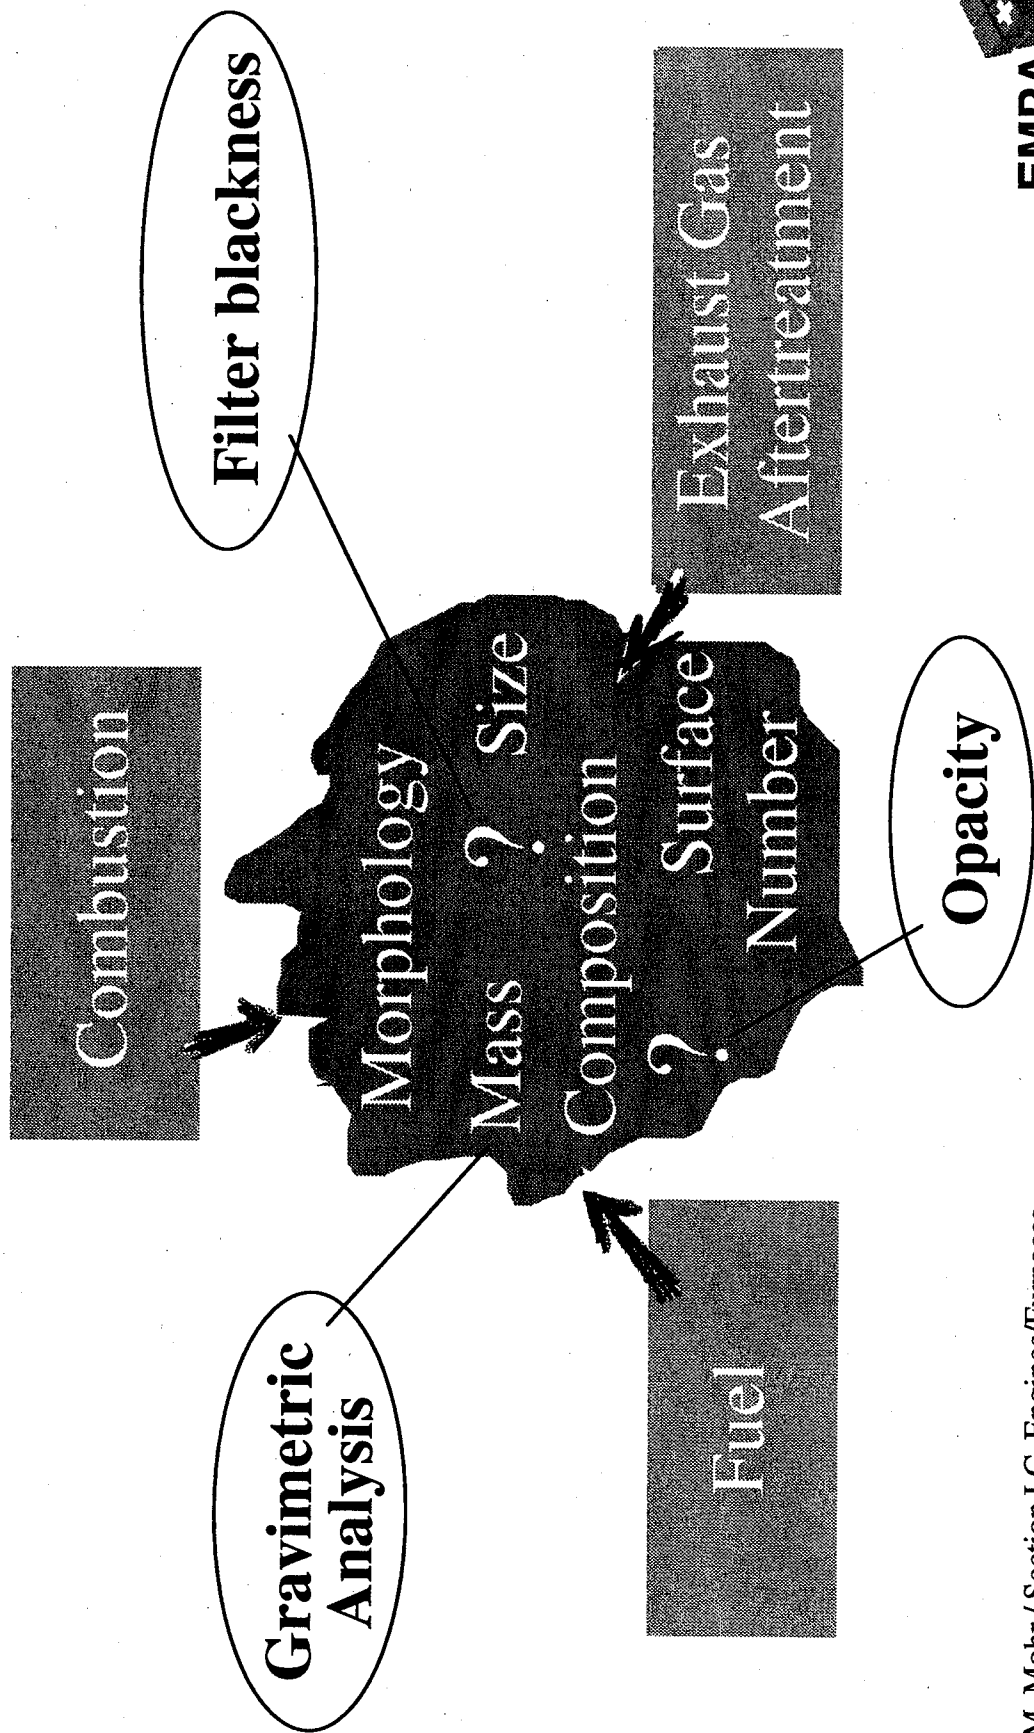 Combustion
Gravimetric
Analysis
Filter blackness
Morphology
Mass ? Size
Composition
? Surface
Number
Fuel
Exhaust Gas
Aftertreatment
Opacity
M. Mohr / Section I.C. Engines/Furnaces
EMPA